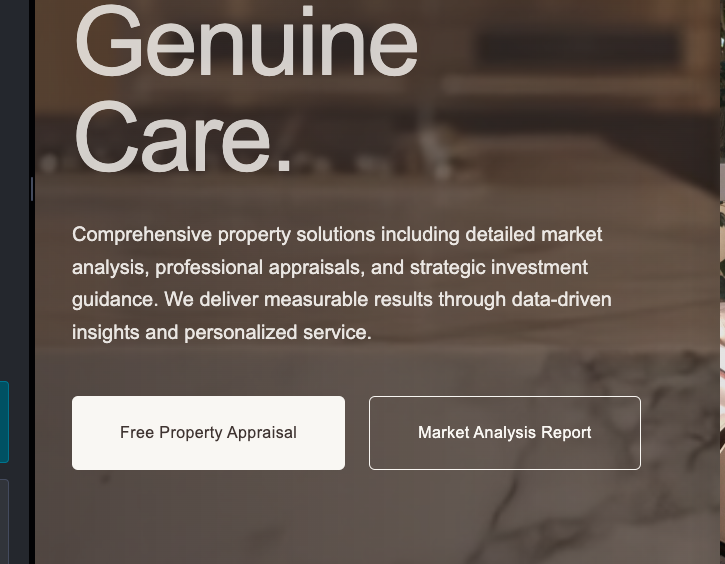 Genuine
Care.
Comprehensive property solutions including detailed market
analysis, professional appraisals, and strategic investment
guidance. We deliver measurable results through data-driven
insights and personalized service.
Free Property Appraisal
Market Analysis Report